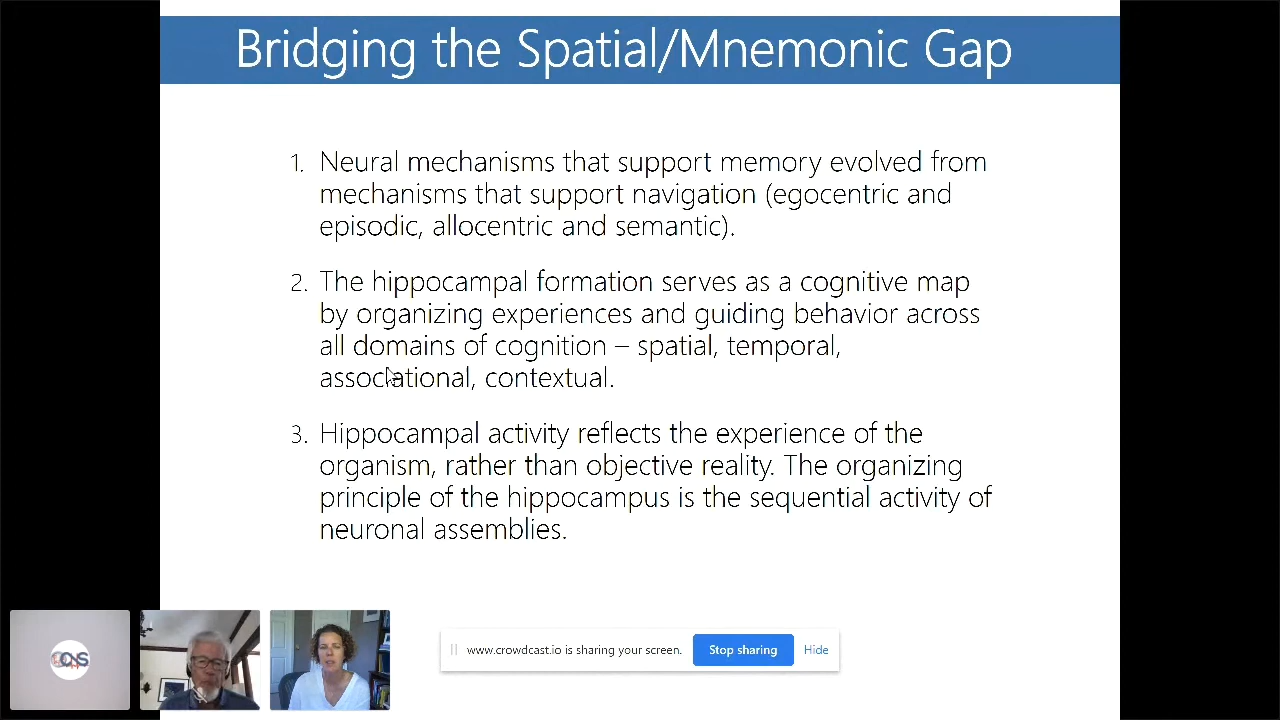 Bridging the Spatial/Mnemonic Gap
1. Neural mechanisms that support memory evolved from
mechanisms that support navigation (egocentric and
episodic, allocentric and semantic).
2. The hippocampal formation serves as a cognitive map
by organizing experiences and guiding behavior across
all domains of cognition – spatial, temporal,
associational, contextual.
3. Hippocampal activity reflects the experience of the
organism, rather than objective reality. The organizing
principle of the hippocampus is the sequential activity of
neuronal assemblies.
www.crowdcast.io is sharing your screen. Stop sharing Hide